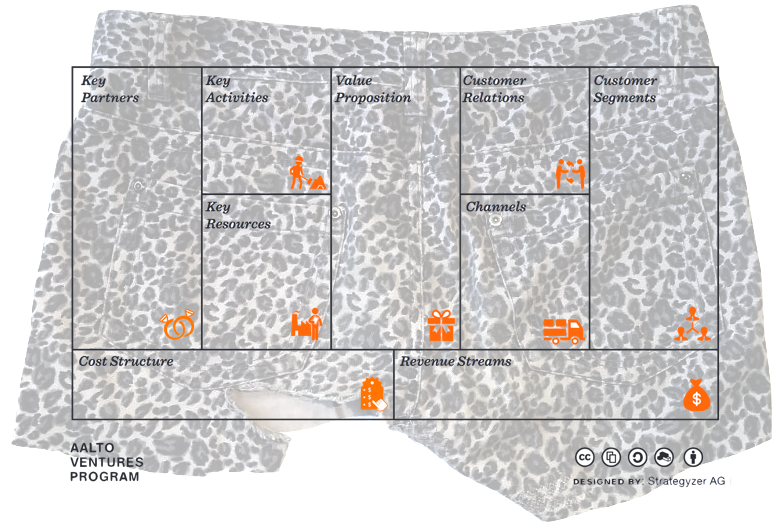 Key
Partners
Key
Activities
Value
Proposition
Customer
Relations
Customer
Segments
Key
Resources
Channels
Cost Structure
Revenue Streams
$
AALTO
VENTURES
PROGRAM
cc
DESIGNED BY: Strategyzer AG